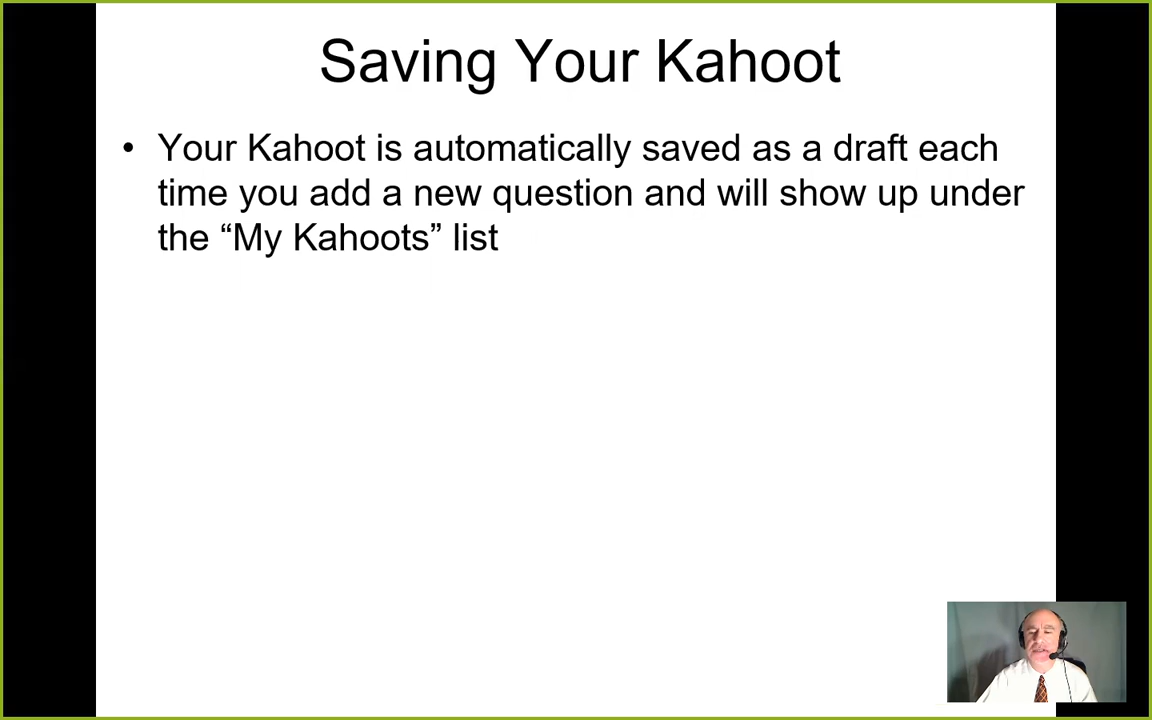 Saving Your Kahoot
• Your Kahoot is automatically saved as a draft each
time you add a new question and will show up under
the “My Kahoots” list